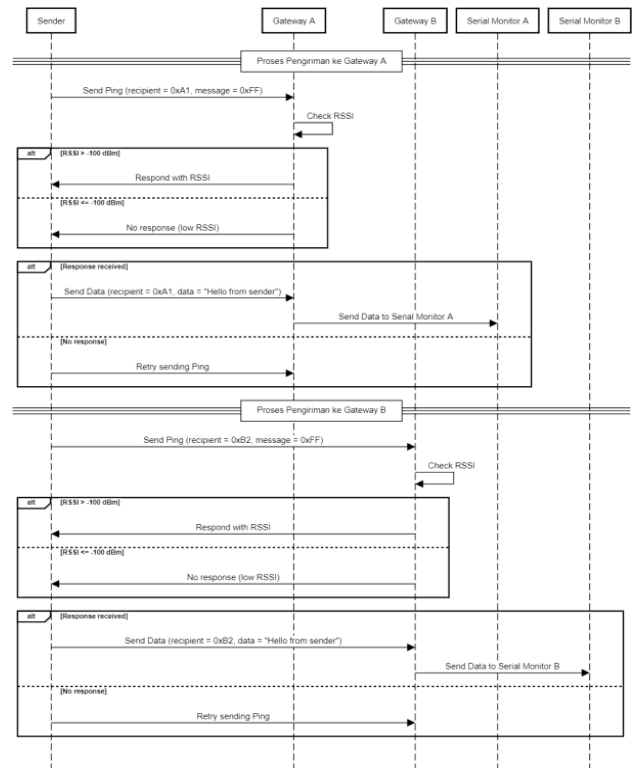 Sender
Gateway A
Gateway B
Serial Monitor A
Serial Monitor B
Proses Pengiriman ke Gateway A
Send Ping (recipient = 0xA1, message = 0xFF)
Check RSSI
alt
[RSSI > -100 dBm]
Respond with RSSI
[RSSI <= -100 dBm]
No response (low RSSI)
alt
[Response received]
Send Data (recipient = 0xA1, data = "Hello from sender")
Send Data to Serial Monitor A
[No response]
Retry sending Ping
Proses Pengiriman ke Gateway B
Send Ping (recipient = 0xB2, message = 0xFF)
Check RSSI
alt
[RSSI > -100 dBm]
Respond with RSSI
[RSSI <= -100 dBm]
No response (low RSSI)
alt
[Response received]
Send Data (recipient = 0xB2, data = "Hello from sender")
Send Data to Serial Monitor B
[No response]
Retry sending Ping